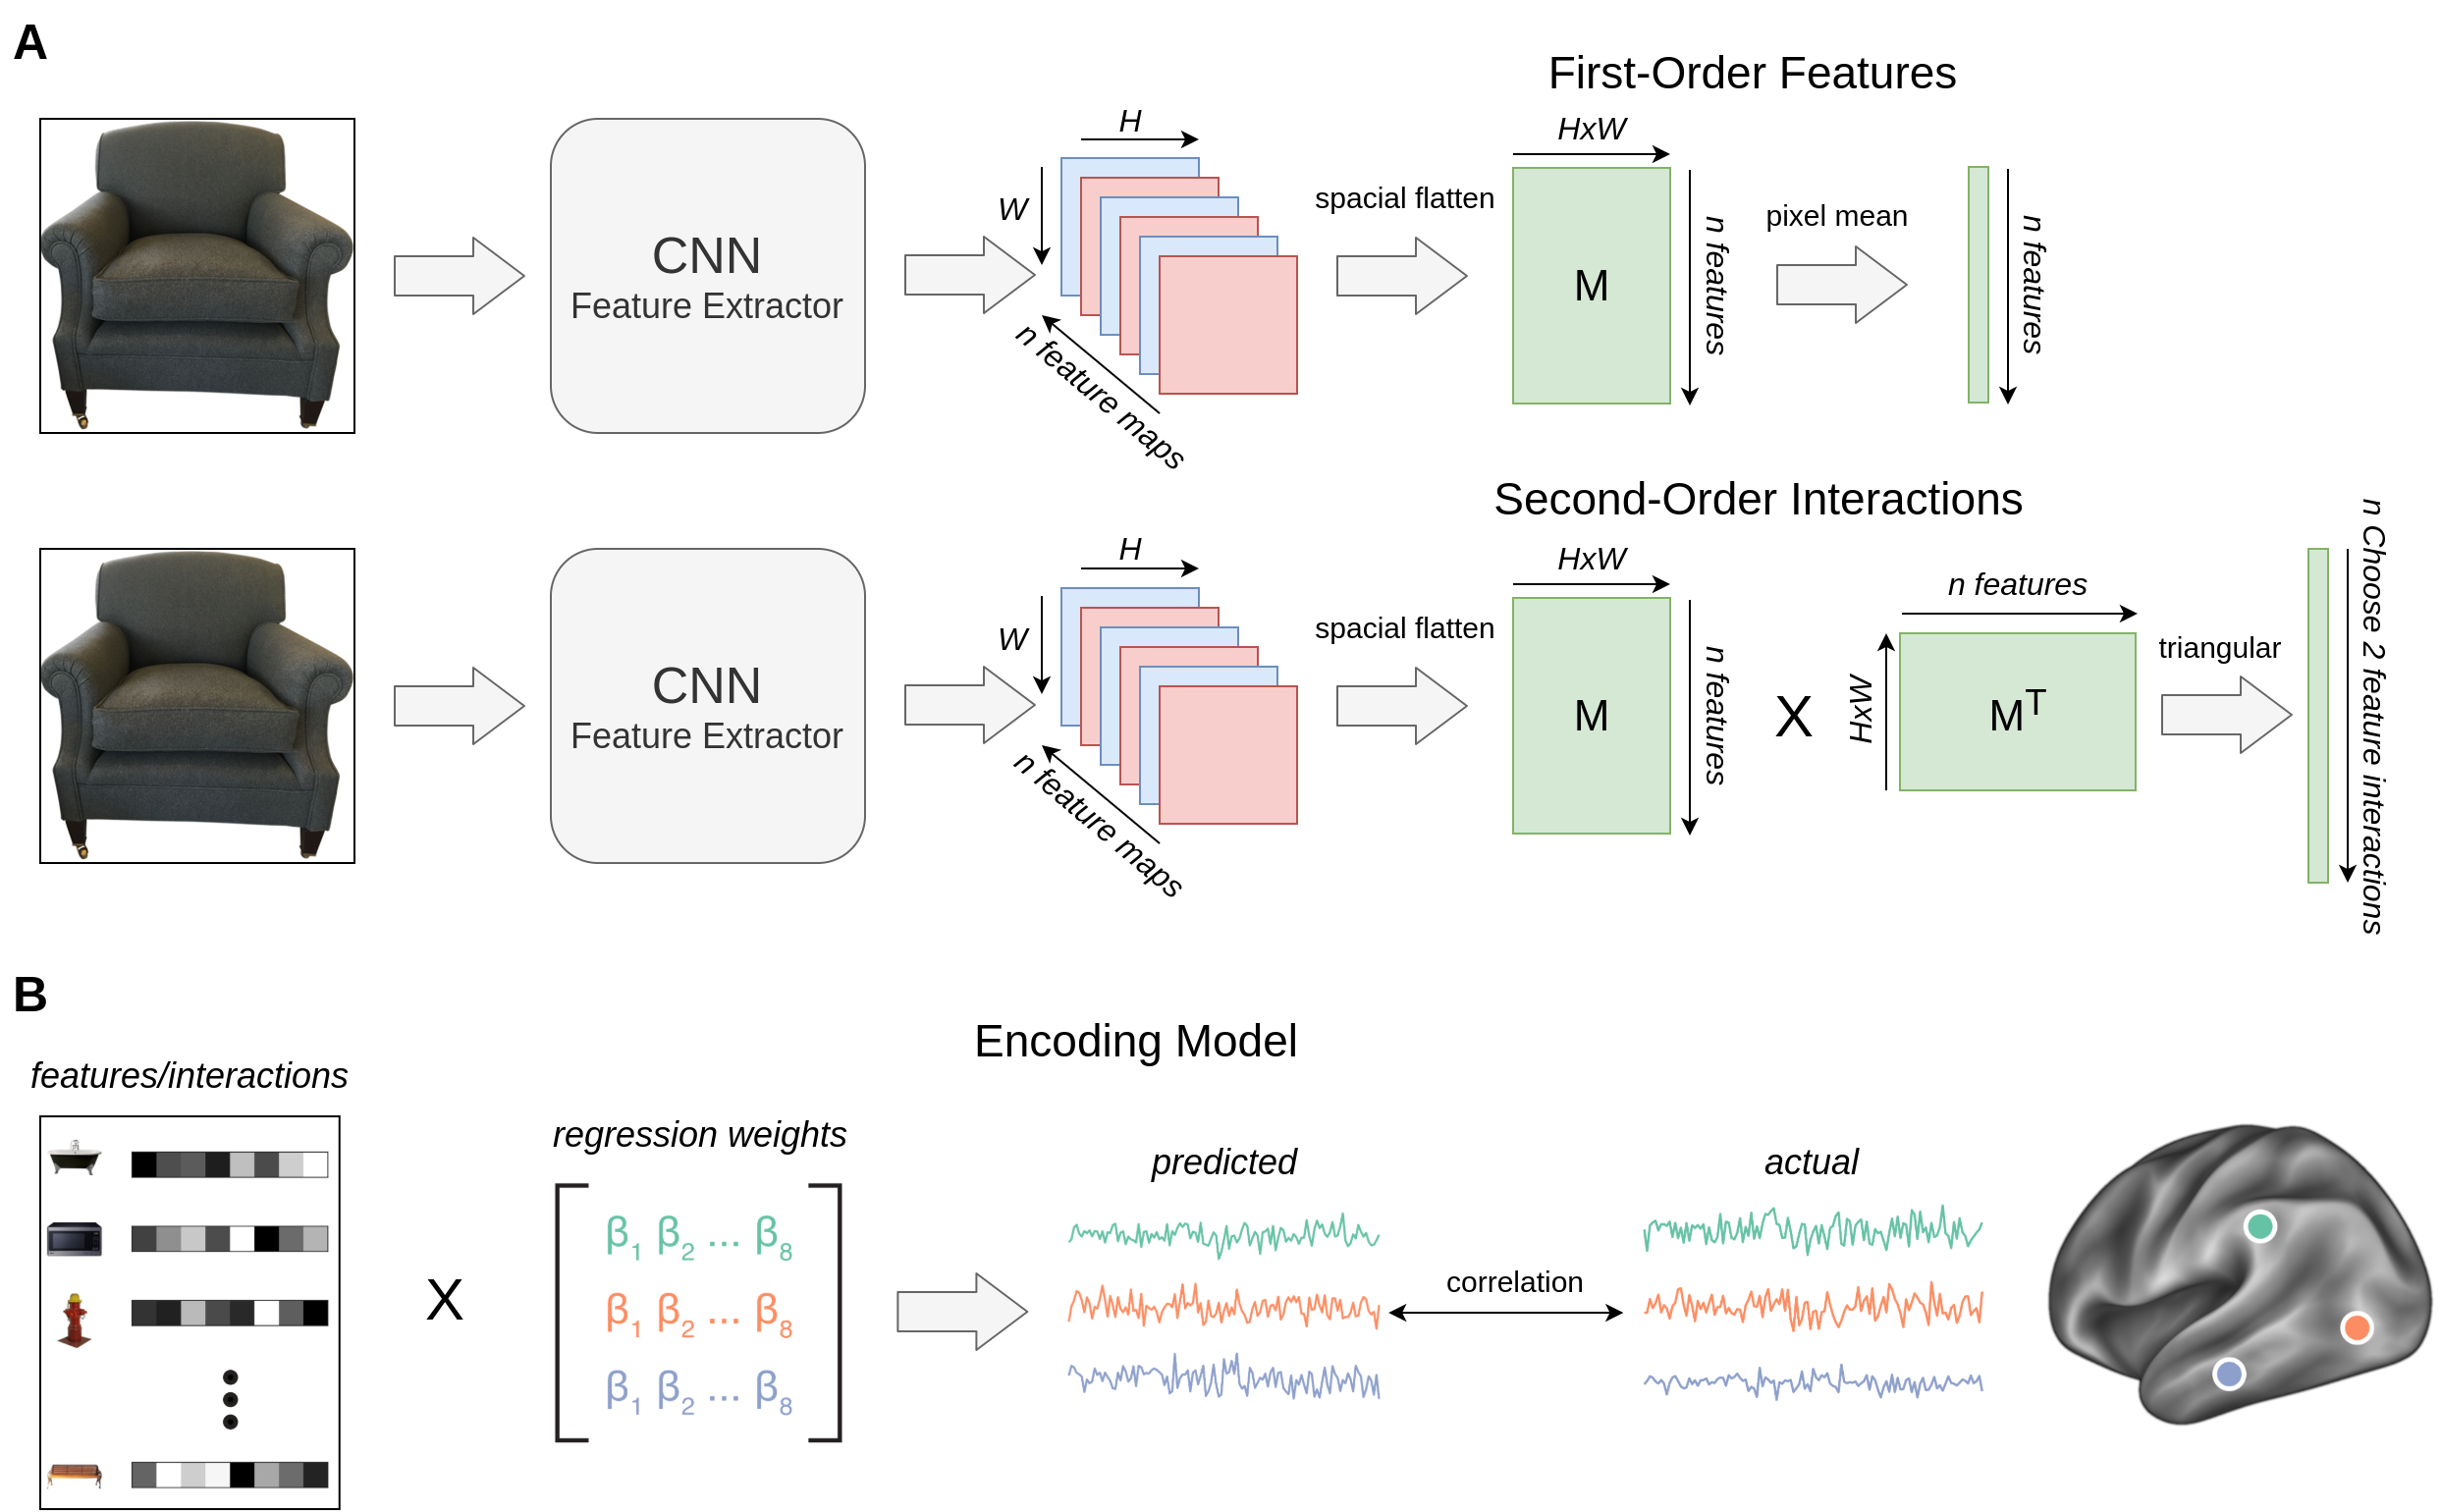 A
First-Order Features
H
W
n feature maps
CNN
Feature Extractor
spacial flatten
HxW
M
n features
pixel mean
n features
Second-Order Interactions
H
W
n feature maps
CNN
Feature Extractor
spacial flatten
HxW
M
n features
X
HxW
n features
M^T
triangular
n Choose 2 feature interactions
B
Encoding Model
features/interactions
X
regression weights
β1 β2 ... β8
β1 β2 ... β8
β1 β2 ... β8
predicted
correlation
actual